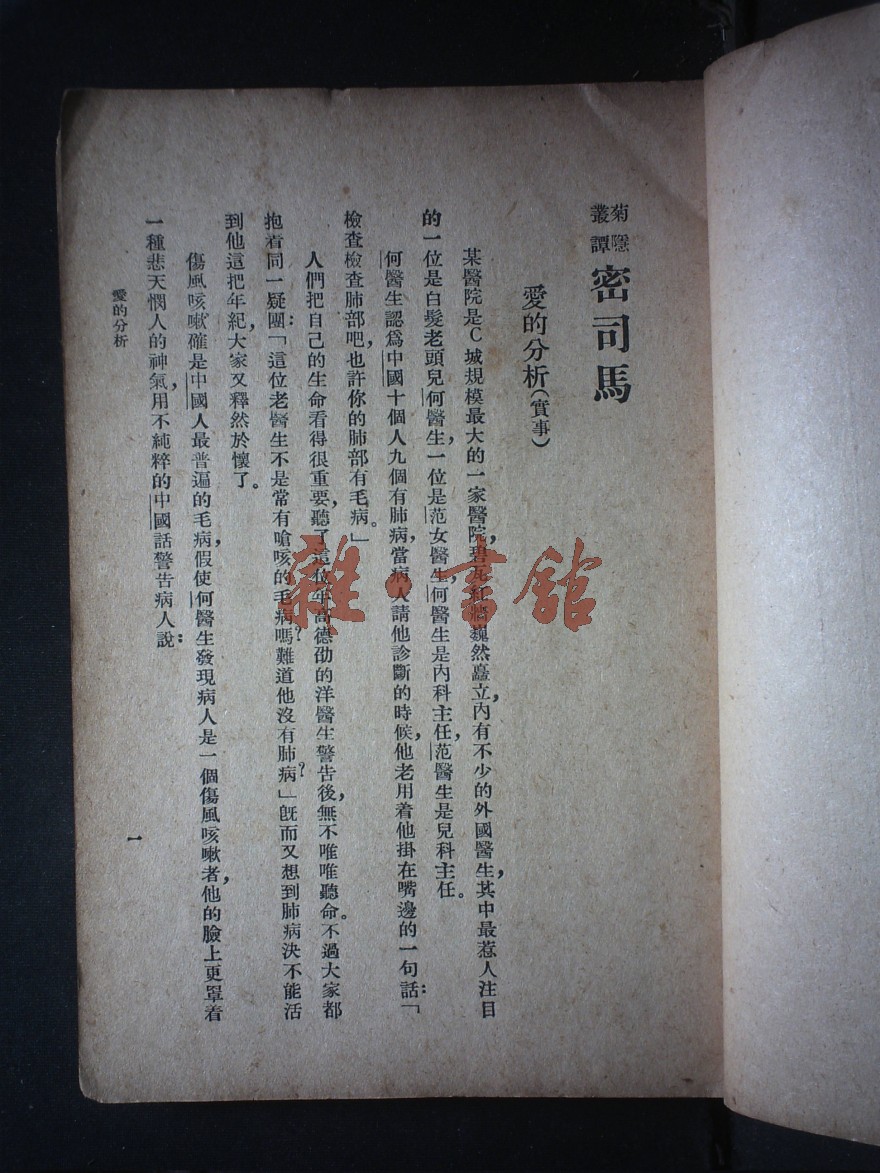 菊隱叢譚
密司馬
愛的分析(實事)
某醫院是C城規模最大的一家醫院,碧瓦紅牆,巍然矗立,內有不少的外國醫生,其中最惹人注目
的一位是白髮老頭兒何醫生,一位是范女醫生,何醫生是內科主任,范醫生是兒科主任。
何醫生認爲中國十個人九個有肺病,當病人請他診斷的時候,他老用着他掛在嘴邊的一句話:「
檢查檢查肺部吧,也許你的肺部有毛病。」
人們把自己的生命看得很重要,聽了這位年高德劭的洋醫生警告後,無不唯唯聽命。不過大家都
抱着同一疑團:「這位老醫生不是常有嗆咳的毛病嗎?難道他沒有肺病?」旣而又想到肺病決不能活
到他這把年紀,大家又釋然於懷了。
傷風咳嗽確是中國人最普遍的毛病,假使何醫生發現病人是一個傷風咳嗽者,他的臉上更罩着
一種悲天憫人的神氣,用不純粹的中國話警告病人說:
愛的分析
一
雜·書館